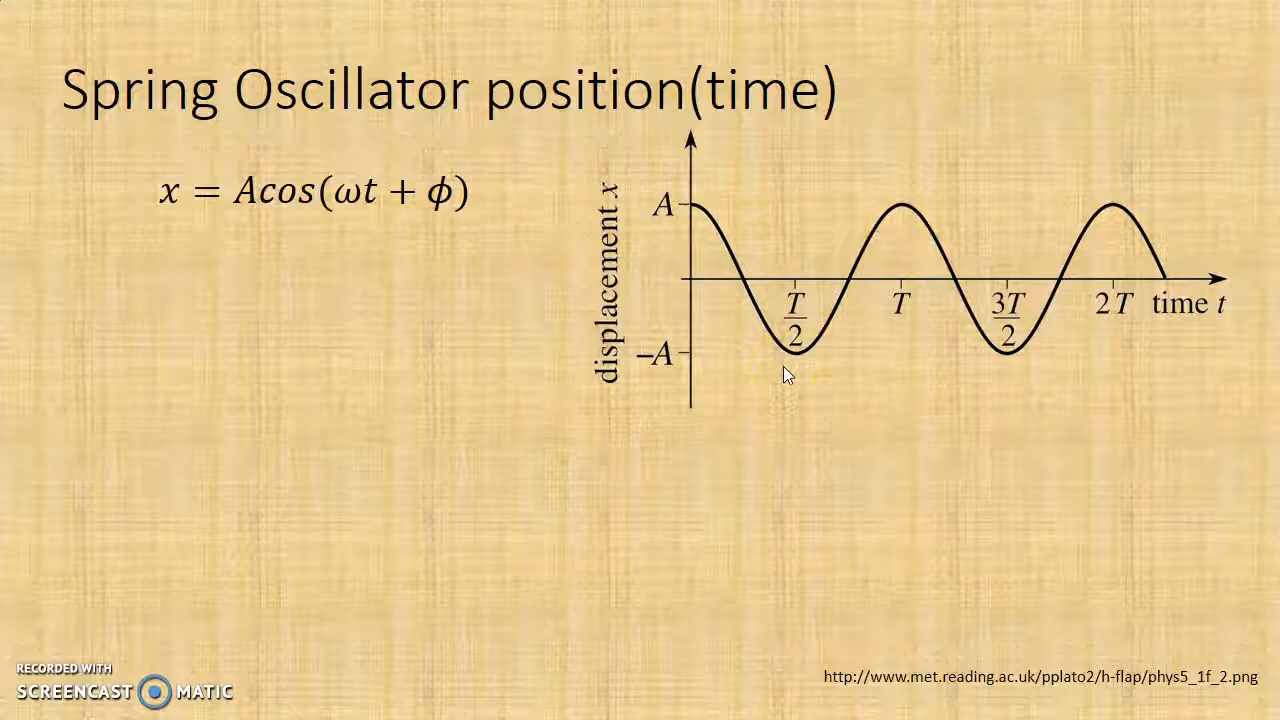 Spring Oscillator position(time)
x = Acos(ωt + ϕ)
displacement x
A
–A
T/2
T
3T/2
2T
time t
http://www.met.reading.ac.uk/pplato2/h-flap/phys5_1f_2.png
RECORDED WITH
SCREENCAST MATIC